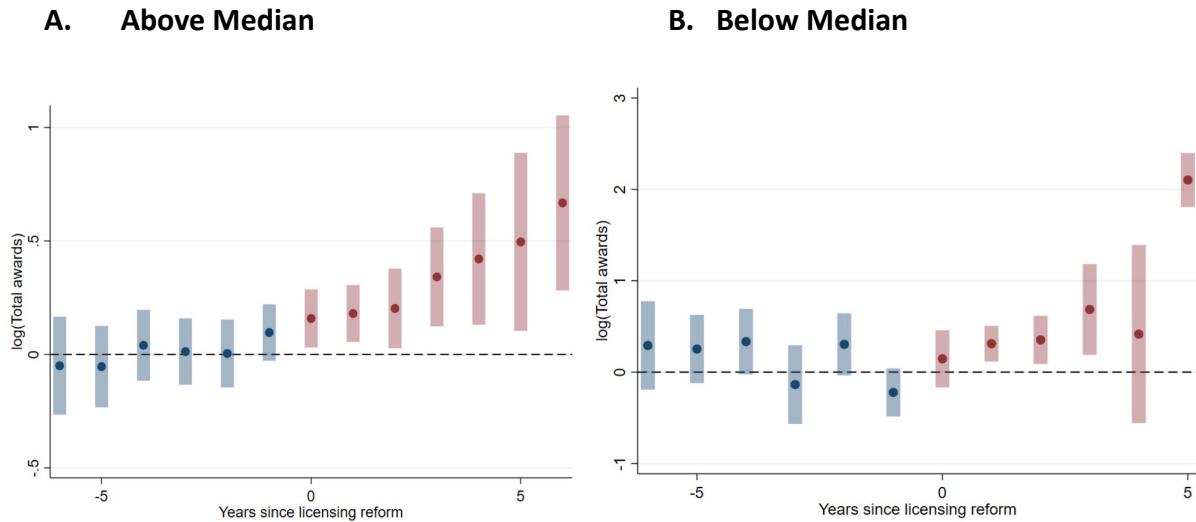 A. Above Median
log(Total awards)
1
.5
0
-.5
-5
0
5
Years since licensing reform
B. Below Median
log(Total awards)
3
2
1
0
-1
-5
0
5
Years since licensing reform